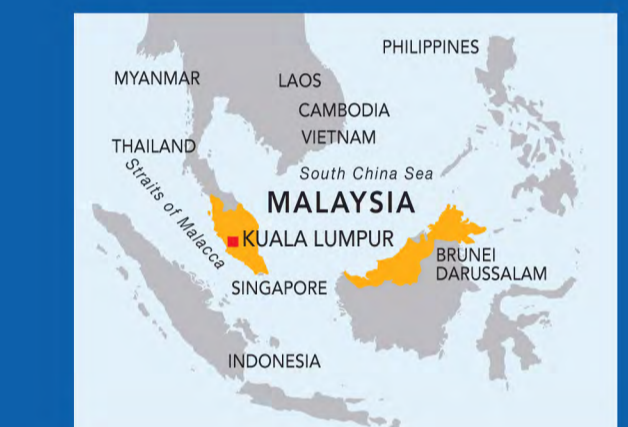 PHILIPPINES
MYANMAR
LAOS
CAMBODIA
VIETNAM
THAILAND
Straits of Malacca
South China Sea
MALAYSIA
KUALA LUMPUR
BRUNEI
DARUSSALAM
SINGAPORE
INDONESIA